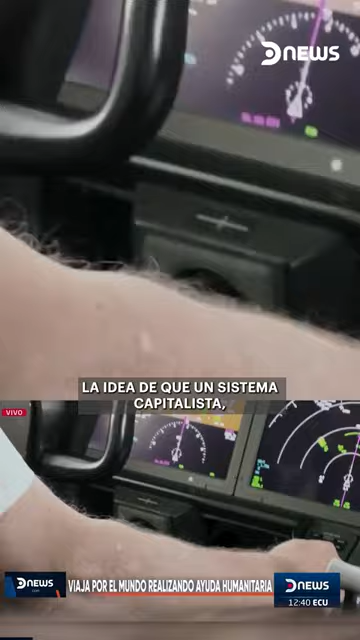 DNEWS
LA IDEA DE QUE UN SISTEMA
CAPITALISTA,
VIVO
DNEWS
.COM
VIAJA POR EL MUNDO REALIZANDO AYUDA HUMANITARIA
DNEWS
12:40 ECU